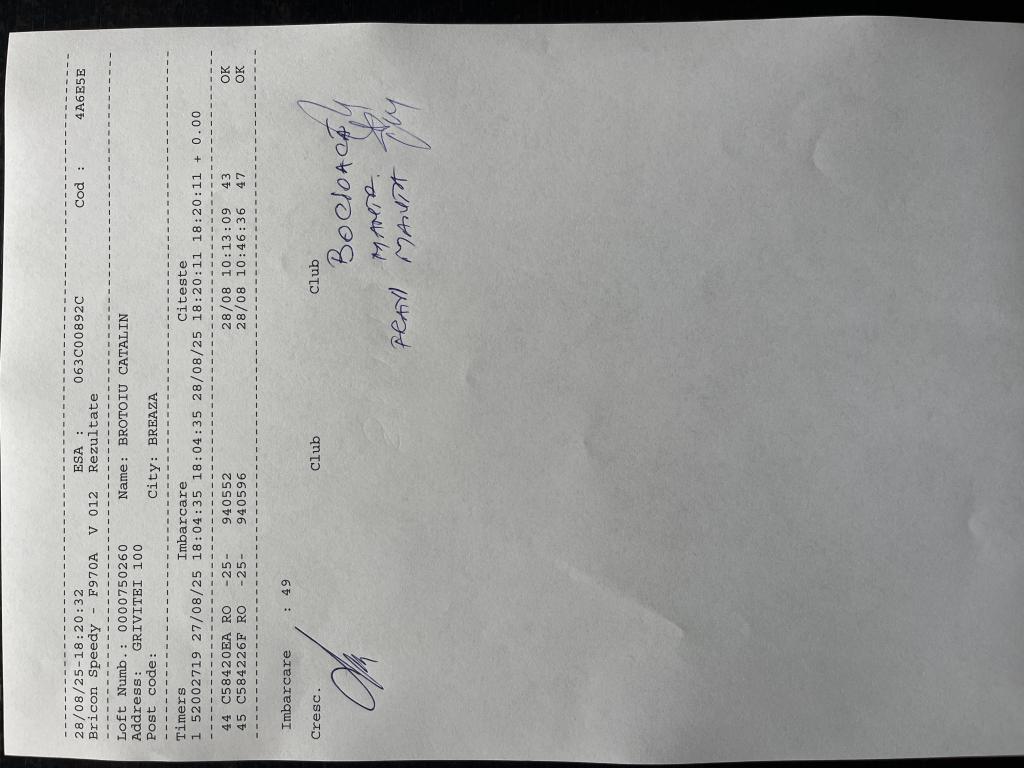 --------------------------------------------------------------------------------
28/08/25-18:20:32 ESA : 063C00892C Cod : 4A6E5E
Bricon Speedy - F970A V 012 Rezultate
--------------------------------------------------------------------------------
Loft Numb.: 0000750260 Name: BROTOIU CATALIN
Address: GRIVITEI 100
Post code: City: BREAZA
--------------------------------------------------------------------------------
Timers Imbarcare Citeste
1 52002719 27/08/25 18:04:35 18:04:35 28/08/25 18:20:11 18:20:11 + 0.00
--------------------------------------------------------------------------------
44 C58420EA RO -25- 940552 28/08 10:13:09 43 OK
45 C584226F RO -25- 940596 28/08 10:46:36 47 OK
--------------------------------------------------------------------------------
Imbarcare : 49
Cresc. Club Club
BOCIOACĂ
MANTA
MANTA